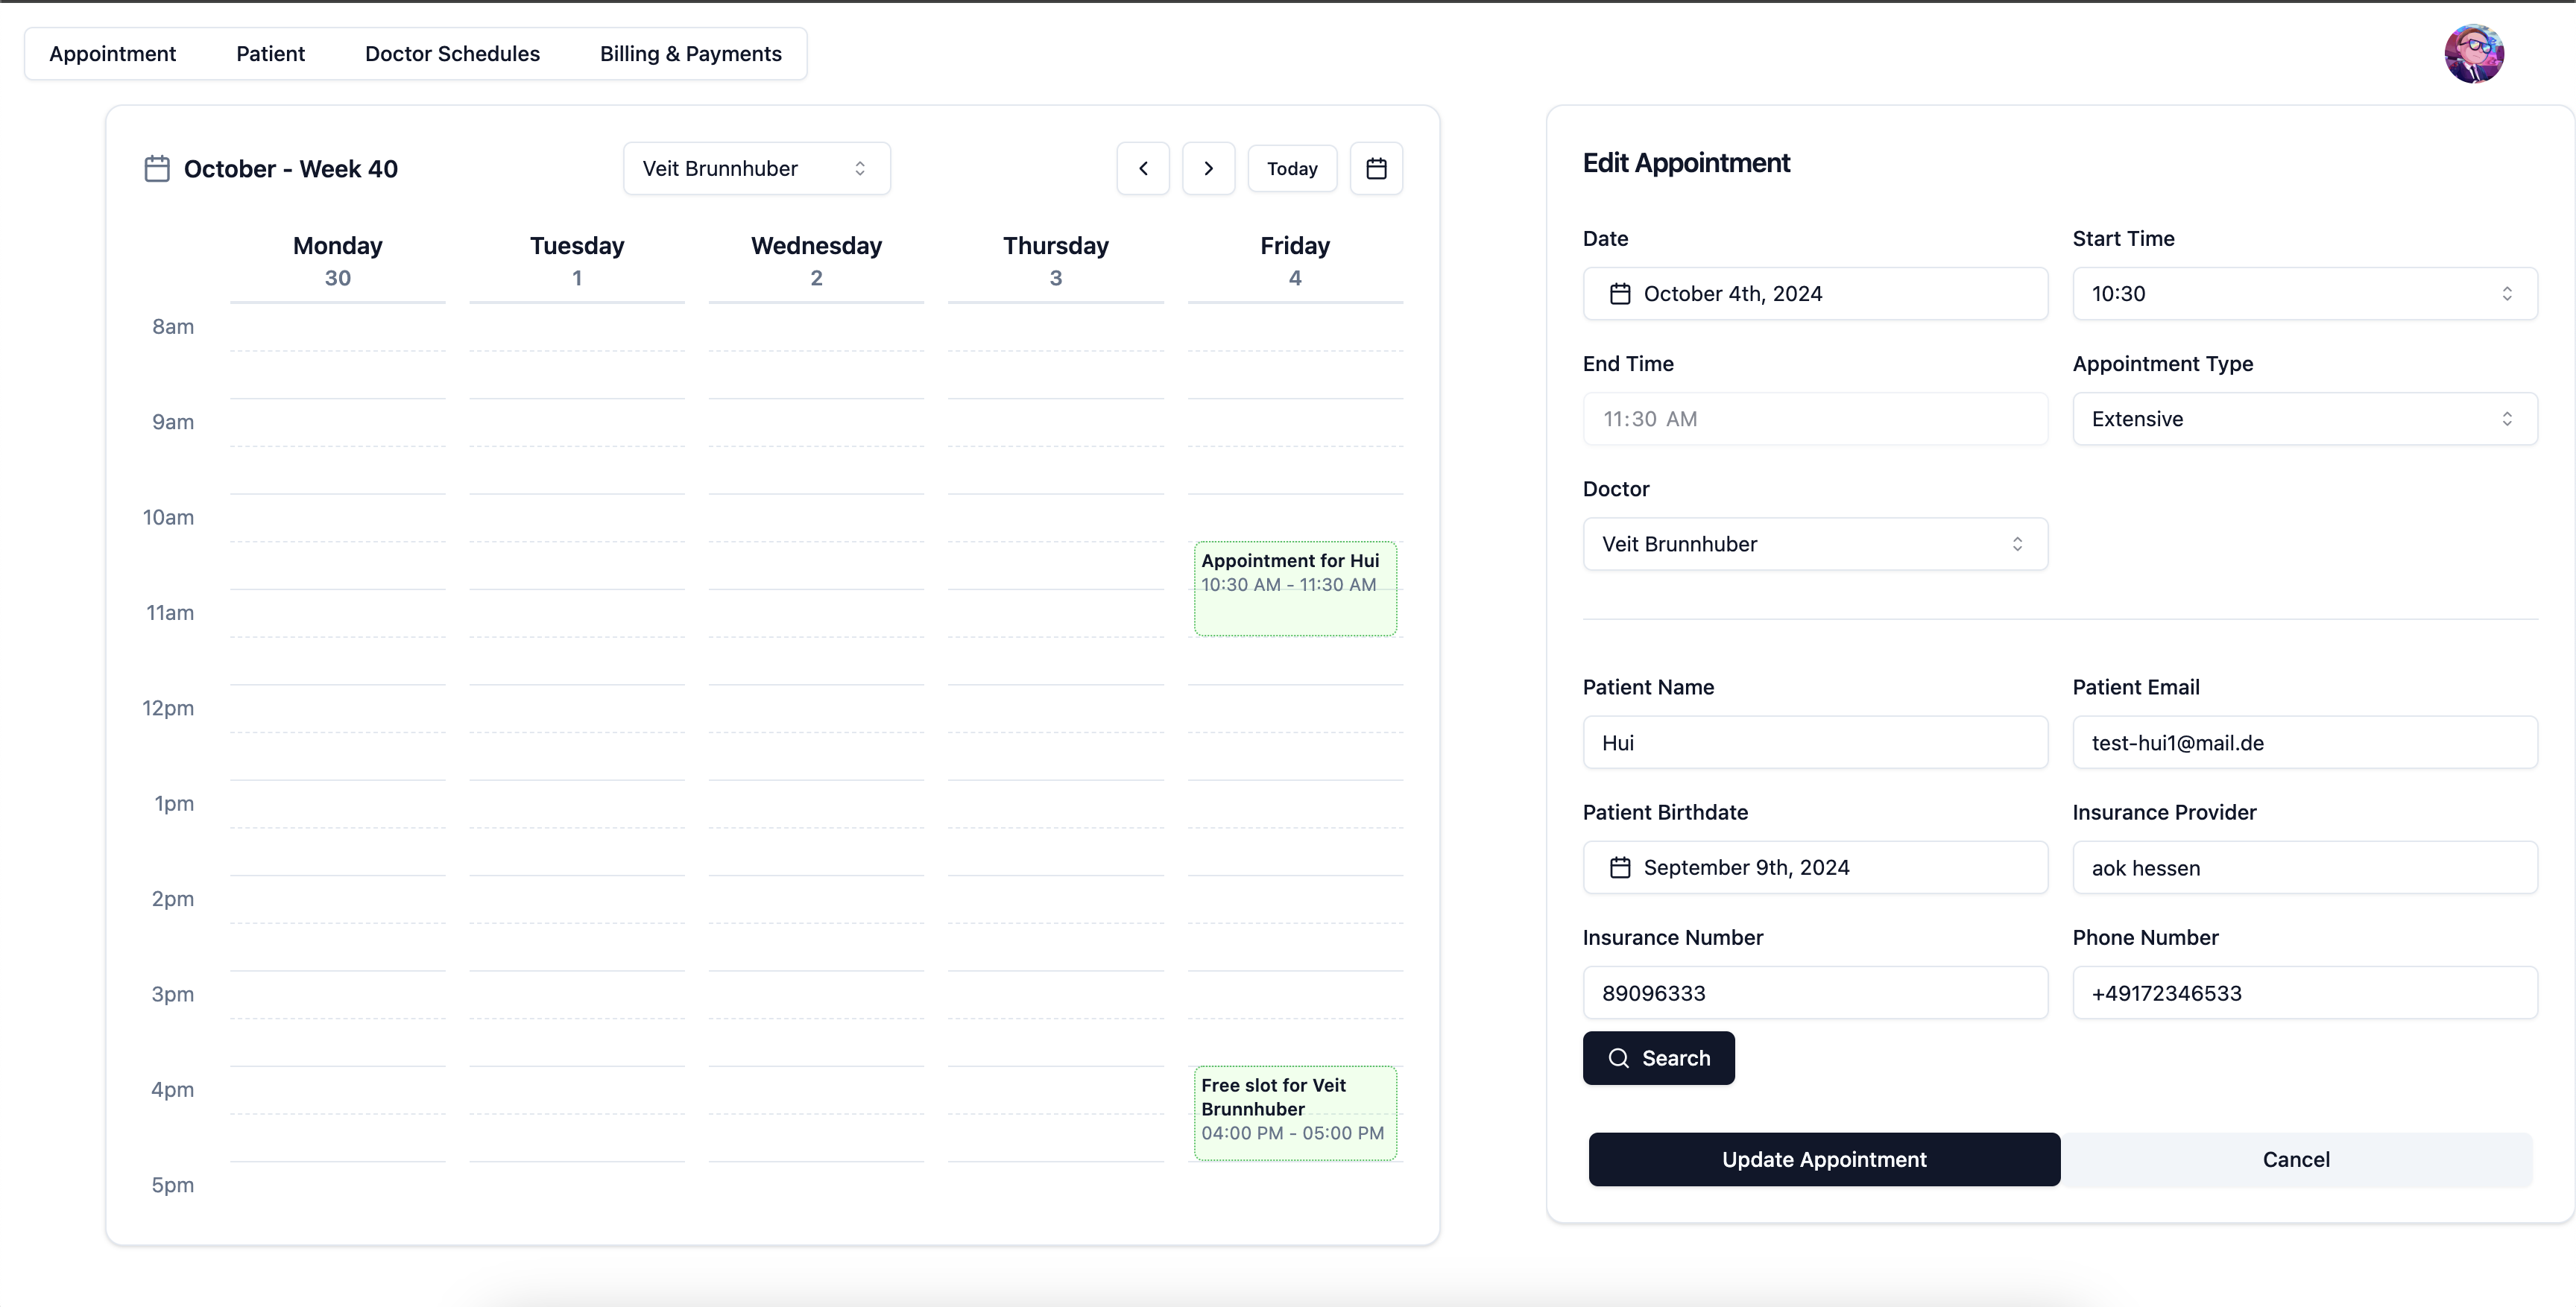 Appointment Patient Doctor Schedules Billing & Payments
October - Week 40
Veit Brunnhuber
Today
Monday Tuesday Wednesday Thursday Friday
30 1 2 3 4
8am
9am
10am
Appointment for Hui
10:30 AM - 11:30 AM
11am
12pm
1pm
2pm
3pm
4pm
Free slot for Veit
Brunnhuber
04:00 PM - 05:00 PM
5pm
Edit Appointment
Date Start Time
October 4th, 2024 10:30
End Time Appointment Type
11:30 AM Extensive
Doctor
Veit Brunnhuber
Patient Name Patient Email
Hui test-hui1@mail.de
Patient Birthdate Insurance Provider
September 9th, 2024 aok hessen
Insurance Number Phone Number
89096333 +49172346533
Search
Update Appointment Cancel